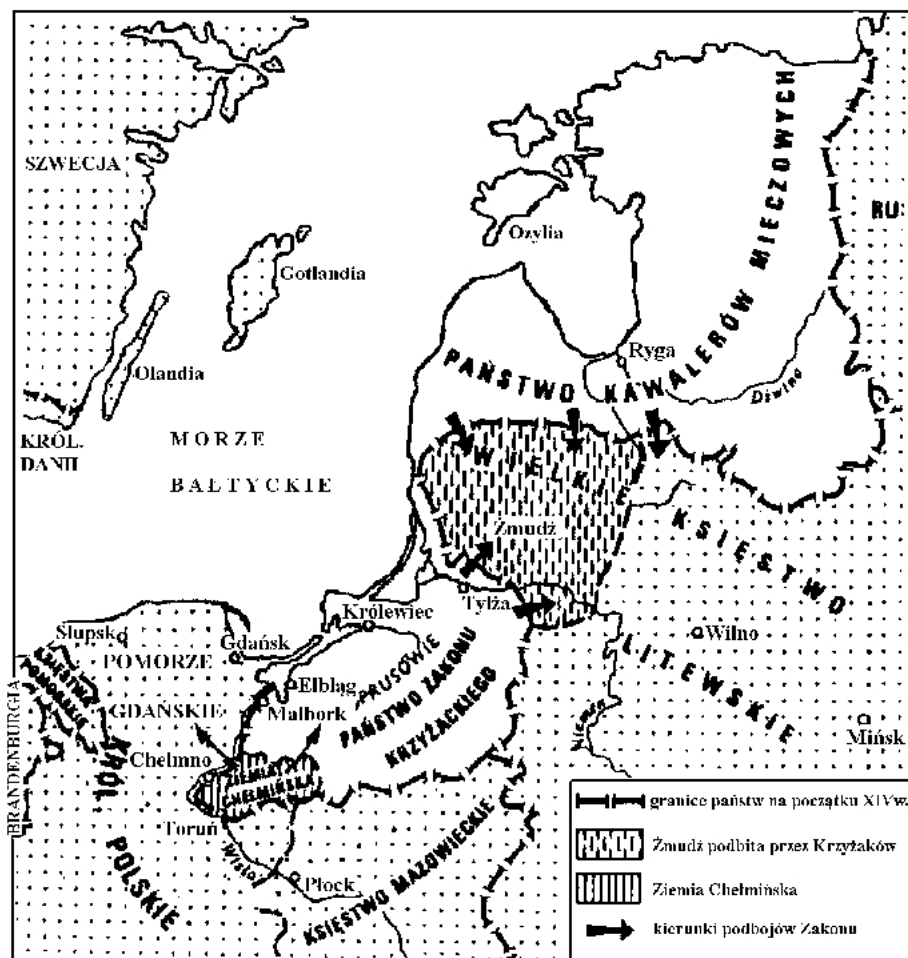 SZWECJA
Gotlandia
Olandia
KRÓL.
DANII
MORZE
BAŁTYCKIE
Ozylia
RU
PAŃSTWO KAWALERÓW MIECZOWYCH
Ryga
Dźwina
WIELKIE
KSIĘSTWO
LITEWSKIE
Żmudź
Tylża
Królewiec
Wilno
Mińsk
Niemen
Słupsk
Gdańsk
POMORZE
GDAŃSKIE
KSIĘSTWO
POMORSKIE
BRANDENBURGIA
Elbląg
Malbork
PRUSOWIE
PAŃSTWO ZAKONU
KRZYŻACKIEGO
Chełmno
ZIEMIA
CHEŁMIŃSKA
Toruń
KRÓL
POLSKIE
Wisła
Płock
KSIĘSTWO MAZOWIECKIE
granice państw na początku XIVw.
Żmudź podbita przez Krzyżaków
Ziemia Chełmińska
kierunki podbojów Zakonu